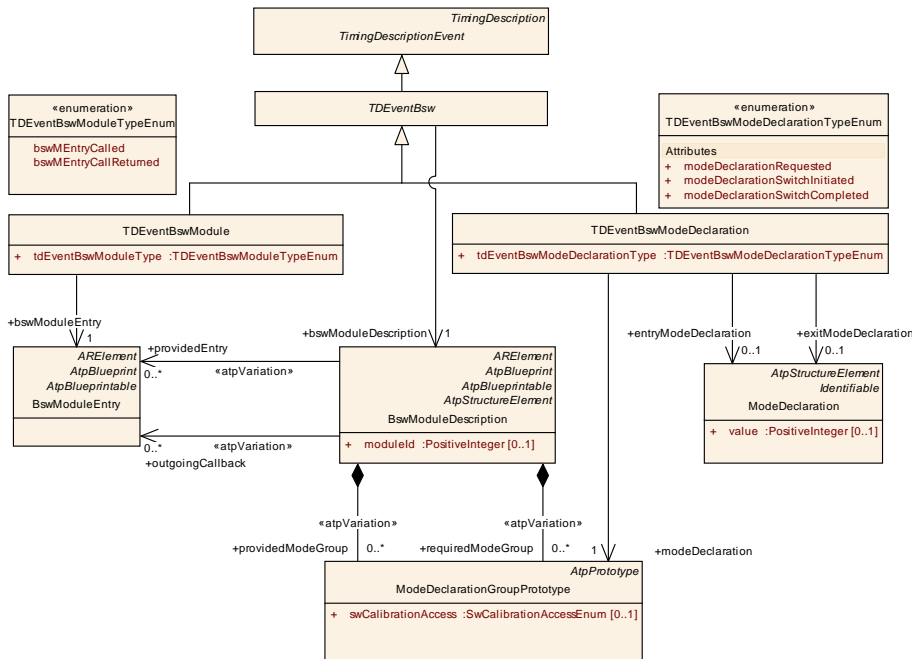 TimingDescription
TimingDescriptionEvent
TDEventBsw
«enumeration»
TDEventBswModuleTypeEnum
bswMEntryCalled
bswMEntryCallReturned
«enumeration»
TDEventBswModeDeclarationTypeEnum
Attributes
+ modeDeclarationRequested
+ modeDeclarationSwitchInitiated
+ modeDeclarationSwitchCompleted
TDEventBswModule
+ tdEventBswModuleType :TDEventBswModuleTypeEnum
TDEventBswModeDeclaration
+ tdEventBswModeDeclarationType :TDEventBswModeDeclarationTypeEnum
+bswModuleEntry
1
+bswModuleDescription
1
+entryModeDeclaration
0..1
+exitModeDeclaration
0..1
ARElement
AtpBlueprint
AtpBlueprintable
BswModuleEntry
+providedEntry
0..*
«atpVariation»
0..*
«atpVariation»
+outgoingCallback
ARElement
AtpBlueprint
AtpBlueprintable
AtpStructureElement
BswModuleDescription
+ moduleId :PositiveInteger [0..1]
AtpStructureElement
Identifiable
ModeDeclaration
+ value :PositiveInteger [0..1]
«atpVariation»
«atpVariation»
+providedModeGroup
0..*
+requiredModeGroup
0..*
1
+modeDeclaration
AtpPrototype
ModeDeclarationGroupPrototype
+ swCalibrationAccess :SwCalibrationAccessEnum [0..1]